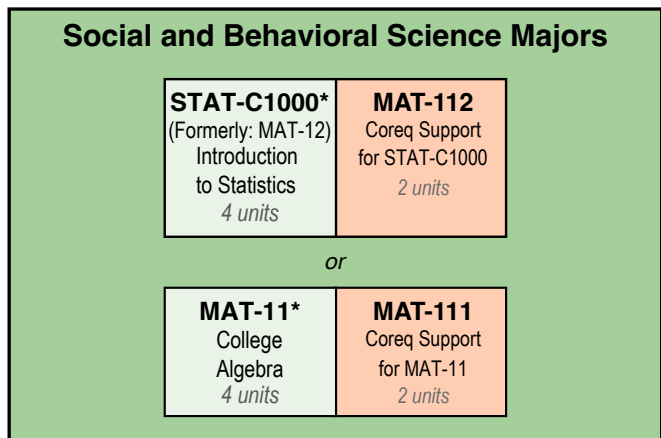 Social and Behavioral Science Majors
STAT-C1000*
(Formerly: MAT-12)
Introduction
to Statistics
4 units
MAT-112
Coreq Support
for STAT-C1000
2 units
or
MAT-11*
College
Algebra
4 units
MAT-111
Coreq Support
for MAT-11
2 units